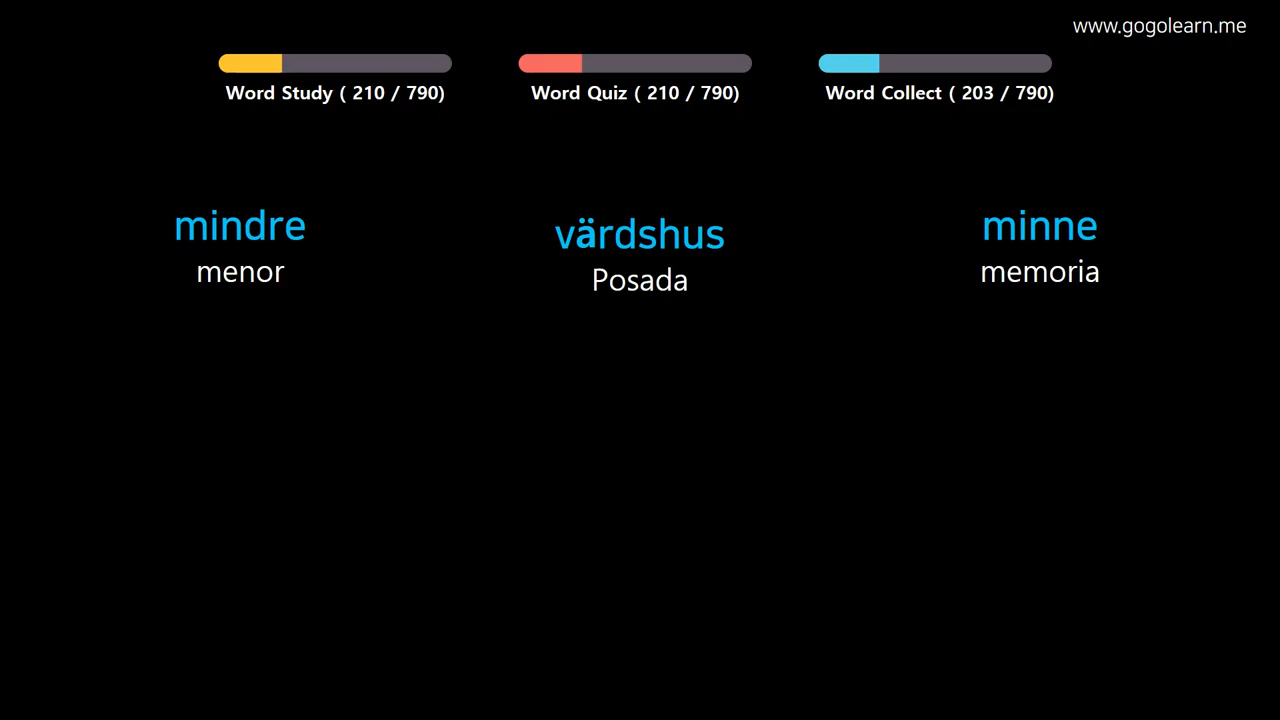 www.gogolearn.me
Word Study ( 210 / 790)
Word Quiz ( 210 / 790)
Word Collect ( 203 / 790)
mindre
menor
värdshus
Posada
minne
memoria